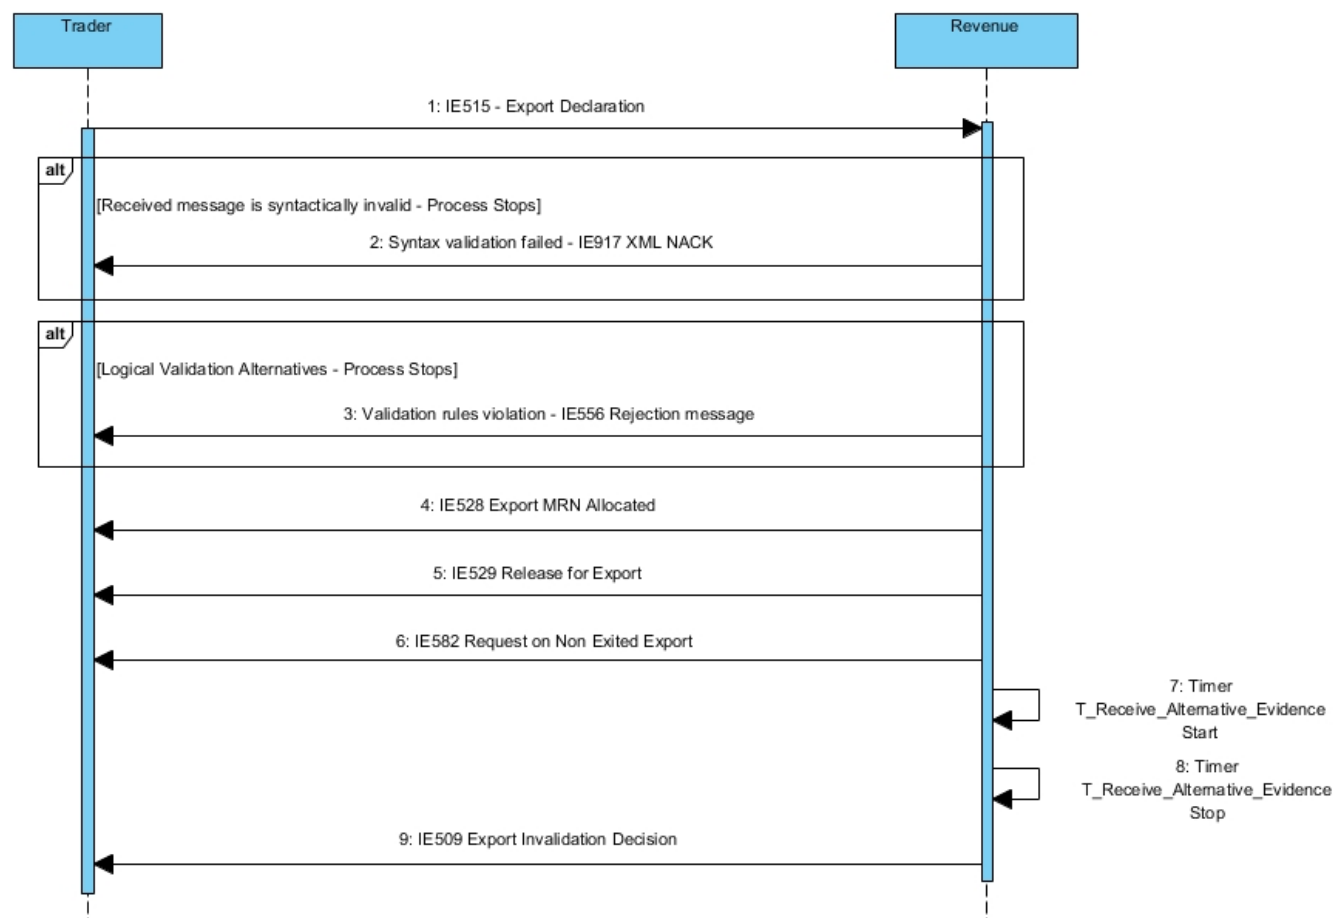 Trader
Revenue
1: IE515 - Export Declaration
alt
[Received message is syntactically invalid - Process Stops]
2: Syntax validation failed - IE917 XML NACK
alt
[Logical Validation Alternatives - Process Stops]
3: Validation rules violation - IE556 Rejection message
4: IE528 Export MRN Allocated
5: IE529 Release for Export
6: IE582 Request on Non Exited Export
7: Timer
T_Receive_Alternative_Evidence
Start
8: Timer
T_Receive_Alternative_Evidence
Stop
9: IE509 Export Invalidation Decision